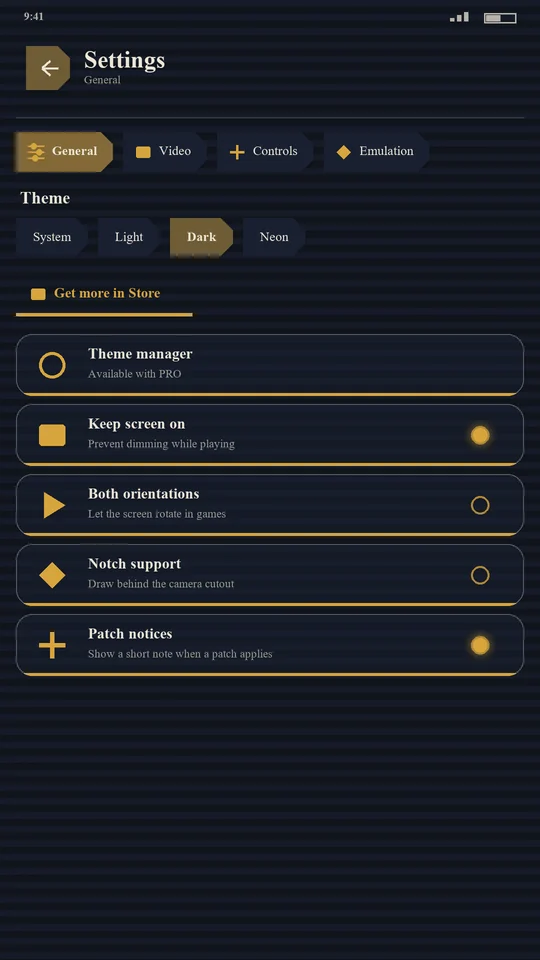 9:41
Settings
General
General
Video
Controls
Emulation
Theme
System
Light
Dark
Neon
Get more in Store
Theme manager
Available with PRO
Keep screen on
Prevent dimming while playing
Both orientations
Let the screen rotate in games
Notch support
Draw behind the camera cutout
Patch notices
Show a short note when a patch applies